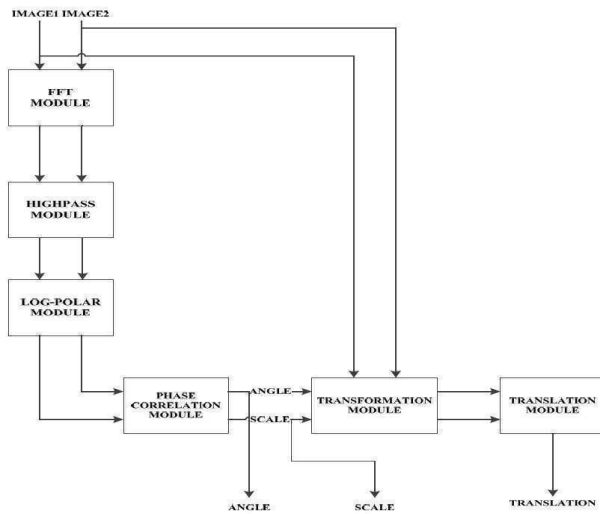 IMAGE1 IMAGE2
FFT
MODULE
HIGHPASS
MODULE
LOG-POLAR
MODULE
PHASE
CORRELATION
MODULE
ANGLE
SCALE
TRANSFORMATION
MODULE
TRANSLATION
MODULE
ANGLE
SCALE
TRANSLATION